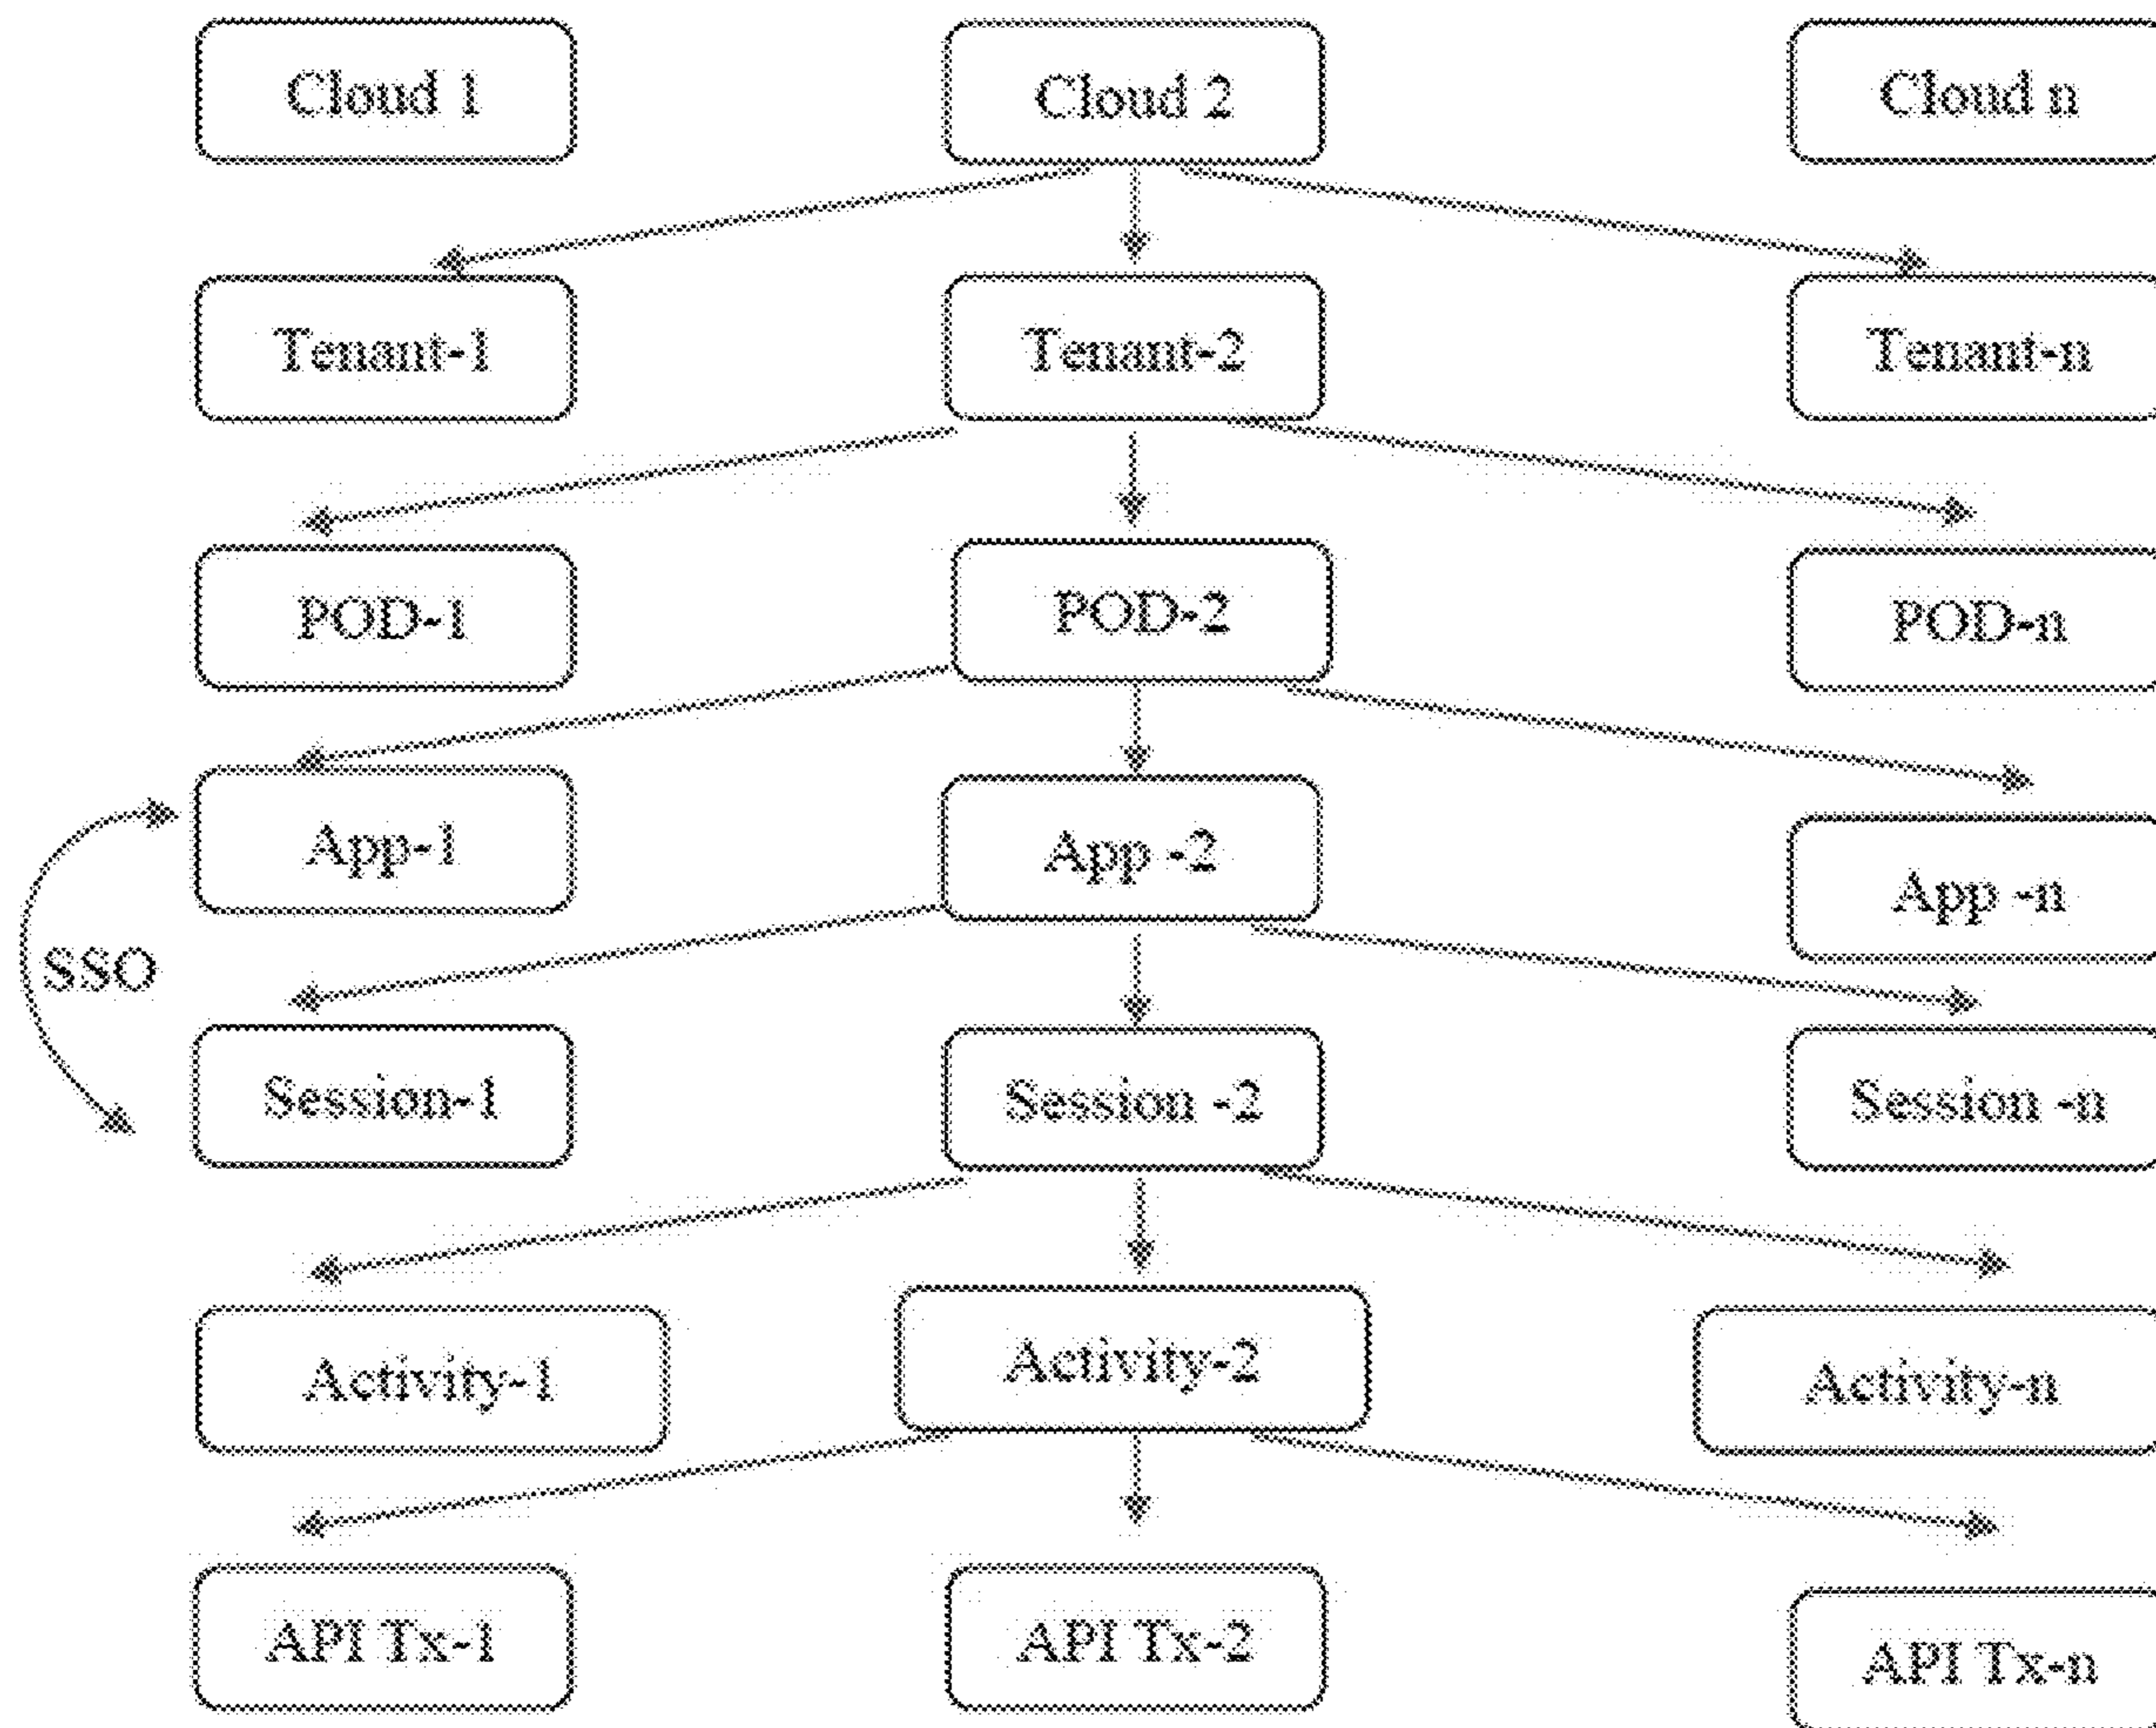 Cloud 1
Cloud 2
Cloud n
Tenant-1
Tenant-2
Tenant-n
POD-1
POD-2
POD-n
App-1
App -2
App -n
SSO
Session-1
Session -2
Session -n
Activity-1
Activity-2
Activity-n
API Tx-1
API Tx-2
API Tx-n